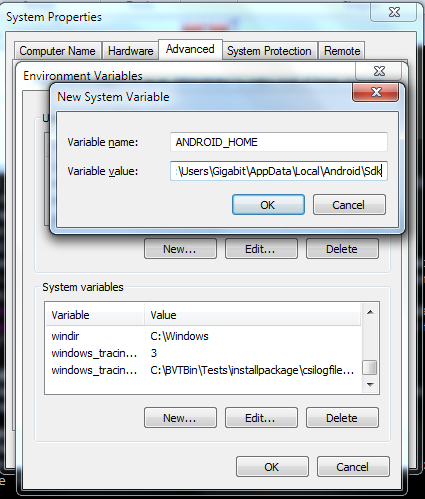 System Properties
Computer Name Hardware Advanced System Protection Remote
Environment Variables
New System Variable
Variable name: ANDROID_HOME
Variable value: :\Users\Gigabit\AppData\Local\Android\Sdk
OK Cancel
New... Edit... Delete
System variables
Variable Value
windir C:\Windows
windows_tracin... 3
windows_tracin... C:\BVTBin\Tests\installpackage\csilogfile...
New... Edit... Delete
OK Cancel